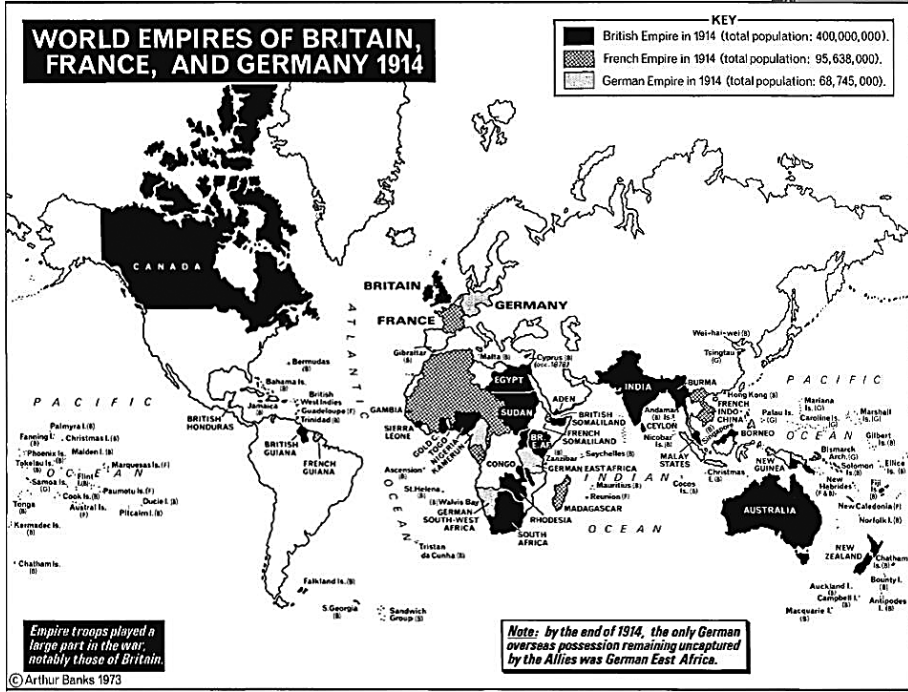 WORLD EMPIRES OF BRITAIN,
FRANCE, AND GERMANY 1914
KEY
British Empire in 1914 (total population: 400,000,000).
French Empire in 1914 (total population: 95,638,000).
German Empire in 1914 (total population: 68,745,000).
CANADA
BRITAIN
GERMANY
FRANCE
ATLANTIC
OCEAN
Gibraltar
(B)
Malta (B)
Cyprus (B)
(occ. 1878)
Wei-hai-wei (B)
Tsingtau
(G)
Bermudas
(B)
Bahama Is.
(B)
Jamaica
(B)
British
West Indies
Guadeloupe (F)
Trinidad (B)
BRITISH
HONDURAS
BRITISH
GUIANA
FRENCH
GUIANA
PACIFIC
OCEAN
Palmyra I. (B)
Fanning I.
(B)
Christmas I. (B)
Phoenix Is.
(B)
Malden I. (B)
Tokelau Is.
(B)
Marquesas Is. (F)
Samoa Is.
(G)
Flint
I. (B)
Paumotu Is. (F)
Cook Is. (B)
Tonga
(B)
Austral Is.
(F)
Ducie I. (B)
Pitcairn I. (B)
Kermadec Is.
(B)
Chatham Is.
(B)
EGYPT
SUDAN
ADEN
GAMBIA
SIERRA
LEONE
GOLD C.
TOGO
NIGERIA
KAMERUN
BRITISH
SOMALILAND
FRENCH
SOMALILAND
BR.
E.A.
Zanzibar
Seychelles (B)
CONGO
GERMAN EAST AFRICA
Ascension
(B)
St. Helena
(B)
(B) Walvis Bay
GERMAN
SOUTH-WEST
AFRICA
RHODESIA
SOUTH
AFRICA
MADAGASCAR
Mauritius (B)
Reunion (F)
Tristan
da Cunha (B)
Falkland Is. (B)
S. Georgia
(B)
Sandwich
Group (B)
INDIAN
OCEAN
INDIA
BURMA
Hong Kong (B)
FRENCH
INDO-
CHINA
Andaman
(B) Is.
CEYLON
Nicobar
Is. (B)
MALAY
STATES
Singapore
(B)
BORNEO
Christmas I.
(B)
Cocos
Is. (B)
PACIFIC
OCEAN
Mariana
Is. (G)
Palau Is.
(G)
Caroline Is.
(G)
Marshall
Is. (G)
Gilbert
Is. (B)
Bismarck
Arch. (G)
NEW
GUINEA
Solomon
Is. (B)
Ellice
Is. (B)
New
Hebrides
(F & B)
Fiji
Is.
(B)
New Caledonia (F)
Norfolk I. (B)
AUSTRALIA
NEW
ZEALAND
Chatham
Is. (B)
Auckland I.
(B)
Bounty I.
(B)
Campbell I.
(B)
Antipodes
I. (B)
Macquarie I.
(B)
Empire troops played a
large part in the war,
notably those of Britain.
Note: by the end of 1914, the only German
overseas possession remaining uncaptured
by the Allies was German East Africa.
© Arthur Banks 1973